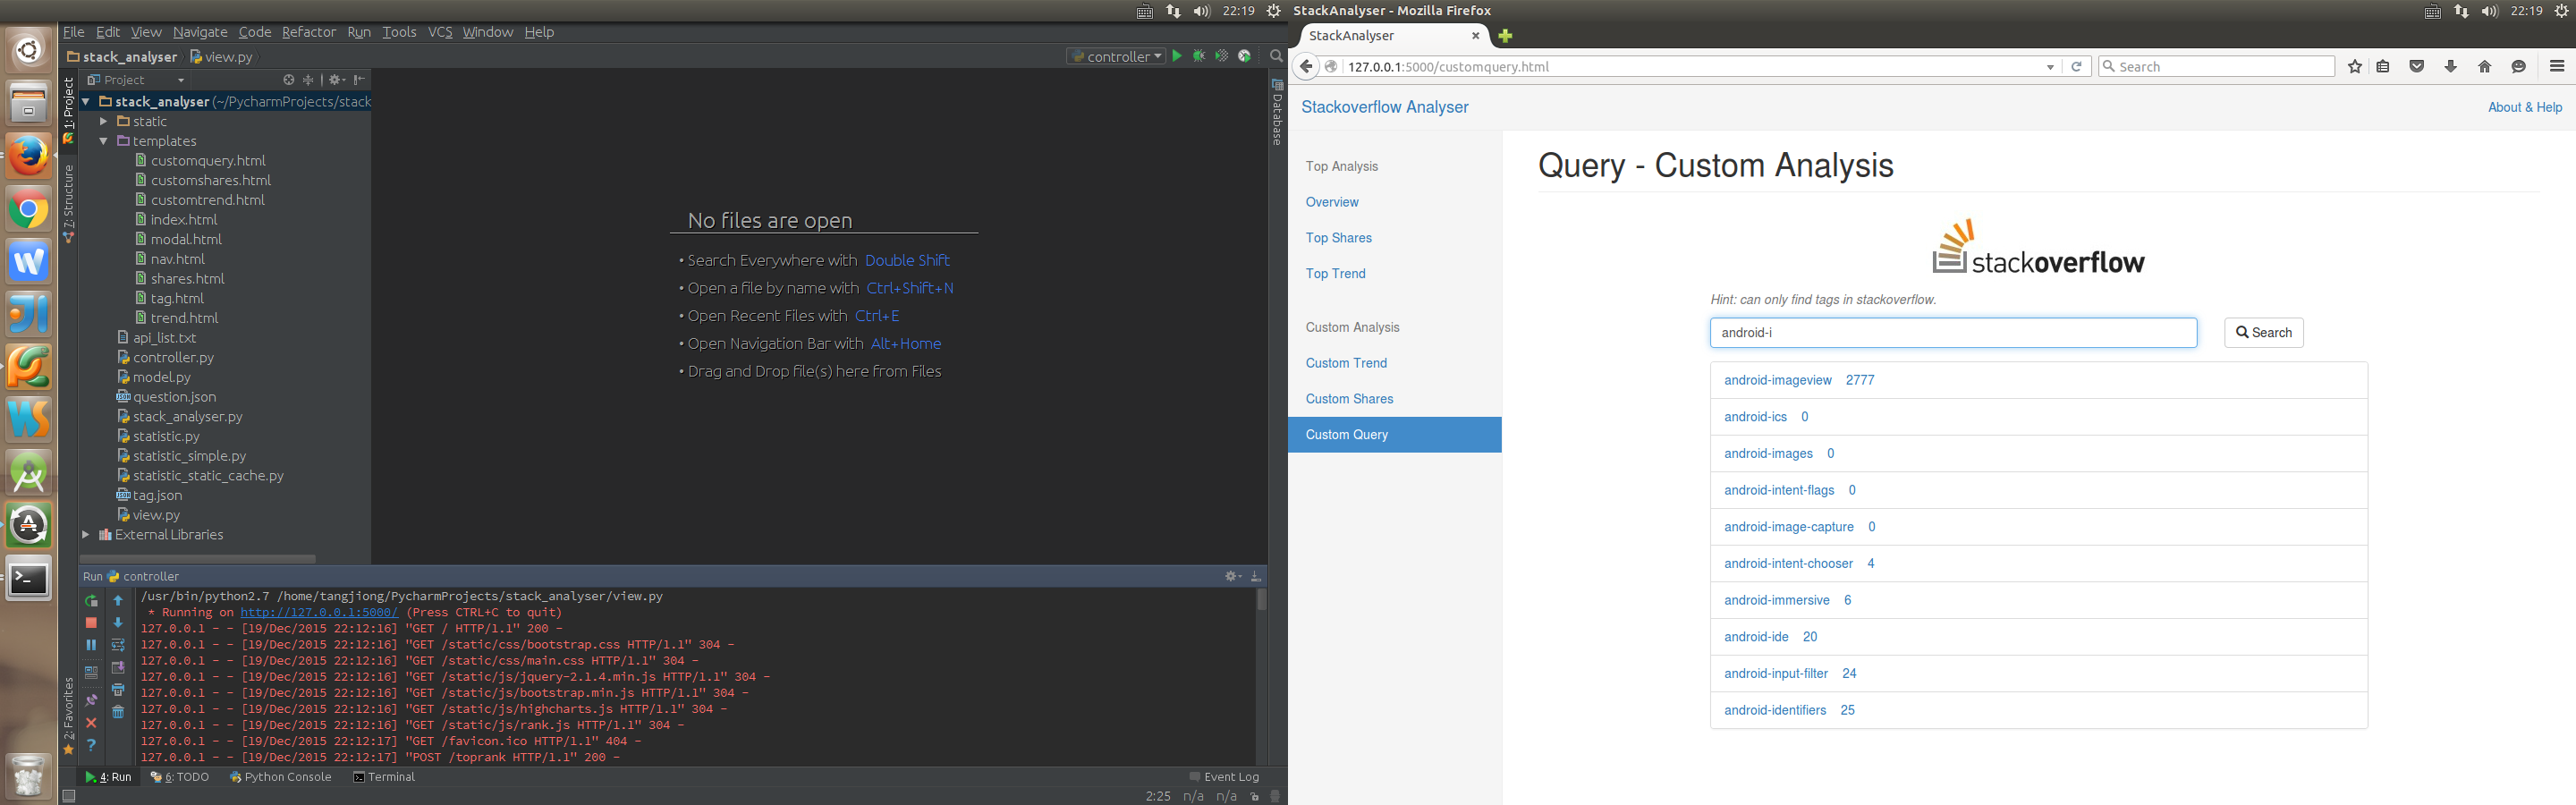 22:19
File Edit View Navigate Code Refactor Run Tools VCS Window Help
stack_analyser view.py
controller
Project
1: Project
7: Structure
2: Favorites
Database
stack_analyser (~/PycharmProjects/stack
static
templates
customquery.html
customshares.html
customtrend.html
index.html
modal.html
nav.html
shares.html
tag.html
trend.html
api_list.txt
controller.py
model.py
question.json
stack_analyser.py
statistic.py
statistic_simple.py
statistic_static_cache.py
tag.json
view.py
External Libraries
No files are open
• Search Everywhere with Double Shift
• Open a file by name with Ctrl+Shift+N
• Open Recent Files with Ctrl+E
• Open Navigation Bar with Alt+Home
• Drag and Drop file(s) here from Files
Run controller
/usr/bin/python2.7 /home/tangjiong/PycharmProjects/stack_analyser/view.py
* Running on http://127.0.0.1:5000/ (Press CTRL+C to quit)
127.0.0.1 - - [19/Dec/2015 22:12:16] "GET / HTTP/1.1" 200 -
127.0.0.1 - - [19/Dec/2015 22:12:16] "GET /static/css/bootstrap.css HTTP/1.1" 304 -
127.0.0.1 - - [19/Dec/2015 22:12:16] "GET /static/css/main.css HTTP/1.1" 304 -
127.0.0.1 - - [19/Dec/2015 22:12:16] "GET /static/js/jquery-2.1.4.min.js HTTP/1.1" 304 -
127.0.0.1 - - [19/Dec/2015 22:12:16] "GET /static/js/bootstrap.min.js HTTP/1.1" 304 -
127.0.0.1 - - [19/Dec/2015 22:12:16] "GET /static/js/highcharts.js HTTP/1.1" 304 -
127.0.0.1 - - [19/Dec/2015 22:12:16] "GET /static/js/rank.js HTTP/1.1" 304 -
127.0.0.1 - - [19/Dec/2015 22:12:17] "GET /favicon.ico HTTP/1.1" 404 -
127.0.0.1 - - [19/Dec/2015 22:12:17] "POST /toprank HTTP/1.1" 200 -
4: Run 6: TODO Python Console Terminal Event Log
2:25 n/a n/a
StackAnalyser - Mozilla Firefox 22:19
StackAnalyser
127.0.0.1:5000/customquery.html Search
Stackoverflow Analyser About & Help
Top Analysis
Overview
Top Shares
Top Trend
Custom Analysis
Custom Trend
Custom Shares
Custom Query
Query - Custom Analysis
stackoverflow
Hint: can only find tags in stackoverflow.
android-i Search
android-imageview 2777
android-ics 0
android-images 0
android-intent-flags 0
android-image-capture 0
android-intent-chooser 4
android-immersive 6
android-ide 20
android-input-filter 24
android-identifiers 25